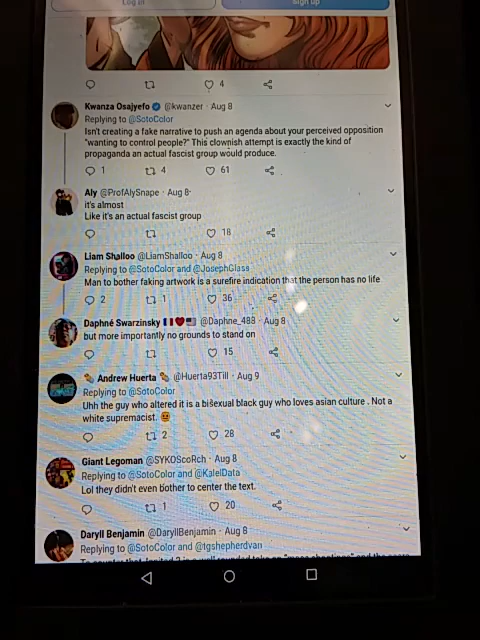 Log in
Sign up
4
Kwanza Osajyefo @kwanzer · Aug 8
Replying to @SotoColor
Isn't creating a fake narrative to push an agenda about your perceived opposition
"wanting to control people?" This clownish attempt is exactly the kind of
propaganda an actual fascist group would produce.
1 4 61
Aly @ProfAlySnape · Aug 8
it's almost
Like it's an actual fascist group
18
Liam Shalloo @LiamShalloo · Aug 8
Replying to @SotoColor and @JosephGlass
Man to bother faking artwork is a surefire indication that the person has no life
2 1 36
Daphné Swarzinsky 🇫🇷❤️🇺🇸 @Daphne_488 · Aug 8
but more importantly no grounds to stand on
15
Andrew Huerta @Huerta93Till · Aug 9
Replying to @SotoColor
Uhh the guy who altered it is a bisexual black guy who loves asian culture . Not a
white supremacist. 😐
2 28
Giant Legoman @SYKOScoRch · Aug 8
Replying to @SotoColor and @KalelData
Lol they didn't even bother to center the text.
1 20
Daryll Benjamin @DaryllBenjamin · Aug 8
Replying to @SotoColor and @tgshepherdvan